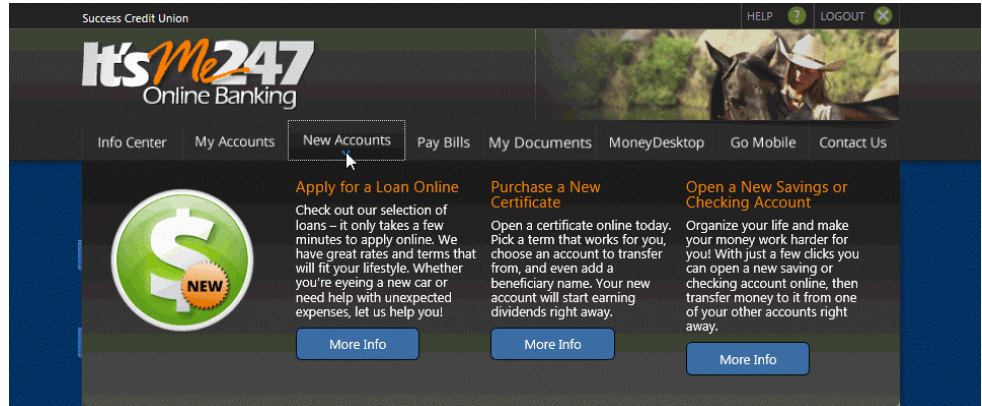 Success Credit Union
HELP ?
LOGOUT
It'sMe247
Online Banking
Info Center
My Accounts
New Accounts
Pay Bills
My Documents
MoneyDesktop
Go Mobile
Contact Us
$
NEW
Apply for a Loan Online
Check out our selection of
loans – it only takes a few
minutes to apply online. We
have great rates and terms that
will fit your lifestyle. Whether
you're eyeing a new car or
need help with unexpected
expenses, let us help you!
More Info
Purchase a New
Certificate
Open a certificate online today.
Pick a term that works for you,
choose an account to transfer
from, and even add a
beneficiary name. Your new
account will start earning
dividends right away.
More Info
Open a New Savings or
Checking Account
Organize your life and make
your money work harder for
you! With just a few clicks you
can open a new saving or
checking account online, then
transfer money to it from one
of your other accounts right
away.
More Info